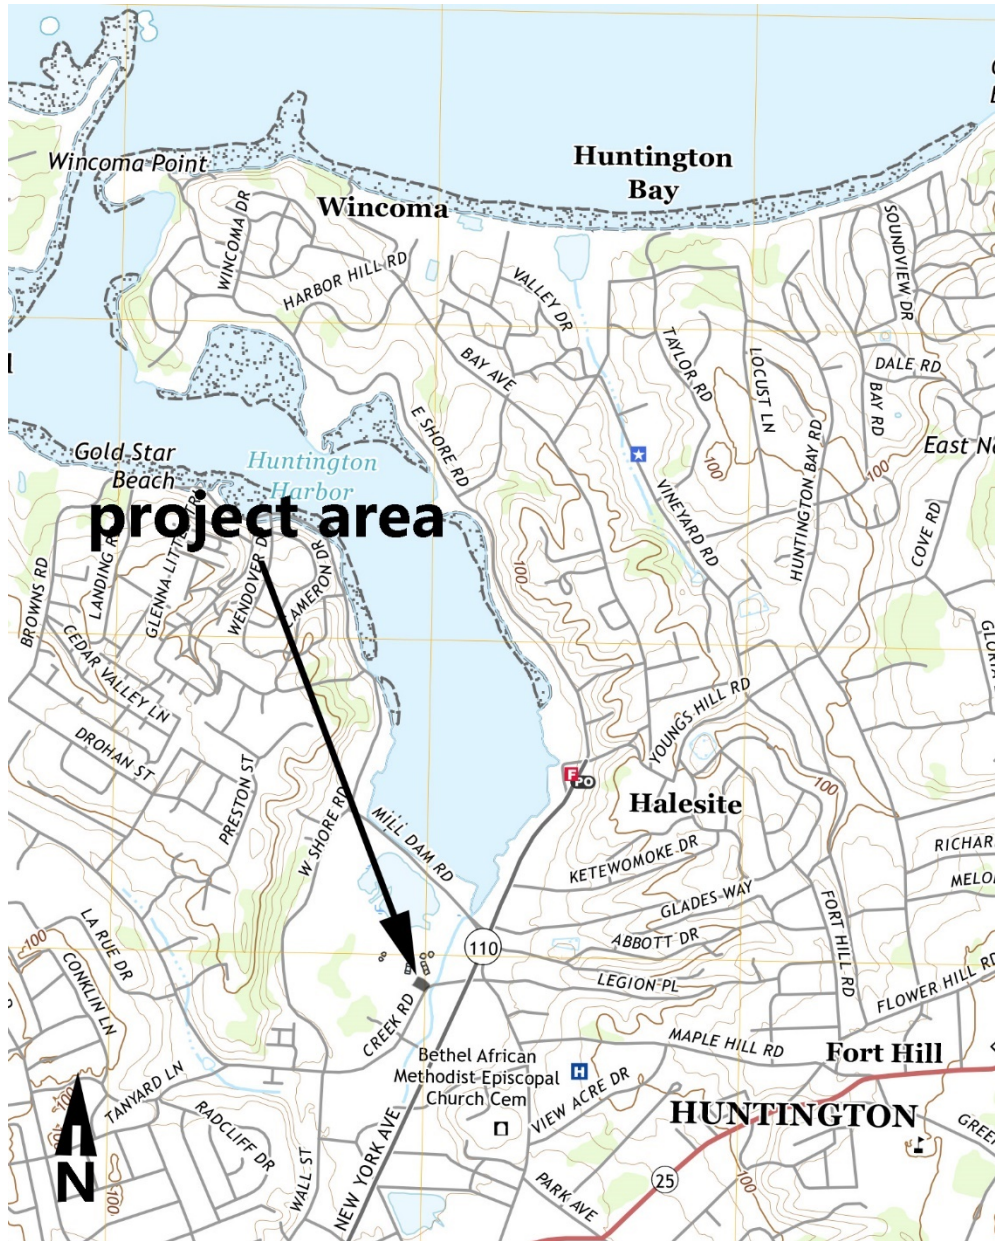 Wincoma Point
Wincoma
Huntington
Bay
WINCOMA DR
HARBOR HILL RD
VALLEY DR
SOUNDVIEW DR
BAY AVE
TAYLOR RD
LOCUST LN
DALE RD
BAY RD
E SHORE RD
Gold Star
Beach
Huntington
Harbor
100
100
East
VINEYARD RD
HUNTINGTON BAY RD
COVE RD
project area
BROWNS RD
LANDING
GLENNA LITTLE
WENDOVER
CAMERON DR
100
CEDAR VALLEY LN
DROHAN ST
PRESTON ST
YOUNGS HILL RD
F
PO
100
Halesite
W SHORE RD
MILL DAM RD
KETEWOMOKE DR
GLADES WAY
ABBOTT DR
LEGION PL
FORT HILL RD
FLOWER HILL RD
LA RUE DR
CONKLIN LN
100
110
CREEK RD
MAPLE HILL RD
Fort Hill
Bethel African
Methodist Episcopal
Church Cem
H
VIEW ACRE DR
HUNTINGTON
TANYARD LN
RADCLIFF DR
WALL ST
NEW YORK AVE
PARK AVE
25
100
100
100
100
N